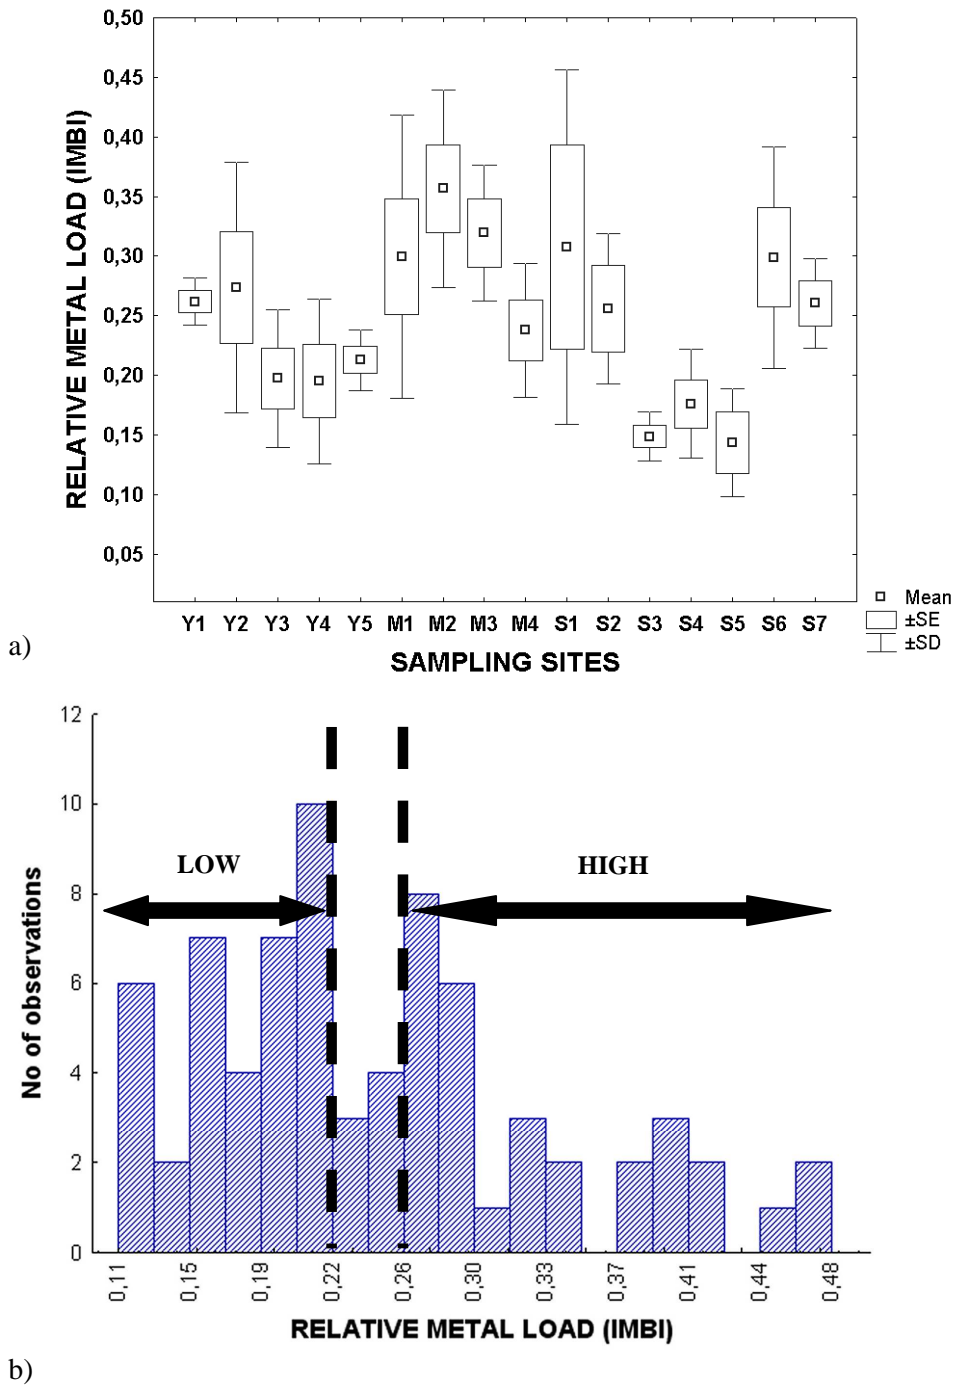 0,50
0,45
0,40
0,35
0,30
0,25
0,20
0,15
0,10
0,05
RELATIVE METAL LOAD (IMBI)
Y1 Y2 Y3 Y4 Y5 M1 M2 M3 M4 S1 S2 S3 S4 S5 S6 S7
SAMPLING SITES
Mean
±SE
±SD
a)
12
10
8
6
4
2
0
No of observations
LOW
HIGH
0,11 0,15 0,19 0,22 0,26 0,30 0,33 0,37 0,41 0,44 0,48
RELATIVE METAL LOAD (IMBI)
b)